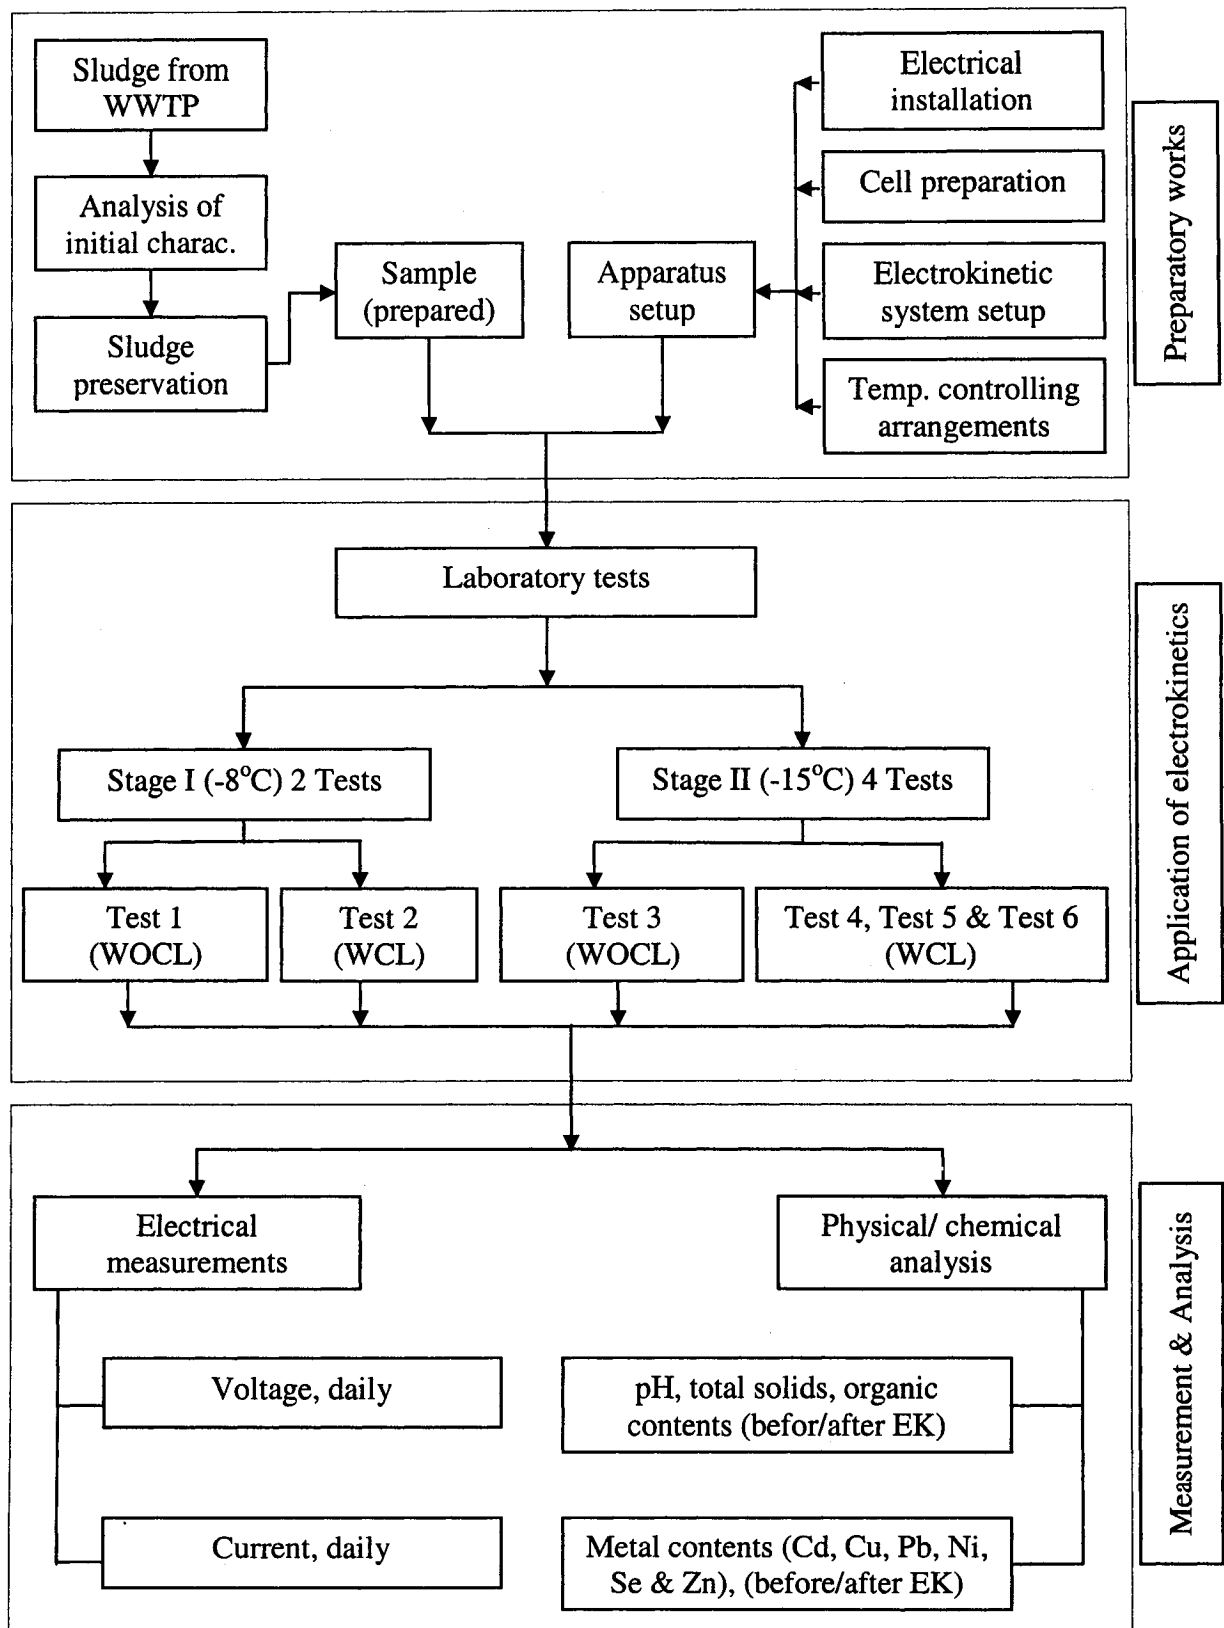 Sludge from
WWTP
Analysis of
initial charac.
Sludge
preservation
Sample
(prepared)
Apparatus
setup
Electrical
installation
Cell preparation
Electrokinetic
system setup
Temp. controlling
arrangements
Preparatory works
Laboratory tests
Stage I (-8°C) 2 Tests
Stage II (-15°C) 4 Tests
Test 1
(WOCL)
Test 2
(WCL)
Test 3
(WOCL)
Test 4, Test 5 & Test 6
(WCL)
Application of electrokinetics
Electrical
measurements
Physical/ chemical
analysis
Voltage, daily
pH, total solids, organic
contents (befor/after EK)
Current, daily
Metal contents (Cd, Cu, Pb, Ni,
Se & Zn), (before/after EK)
Measurement & Analysis